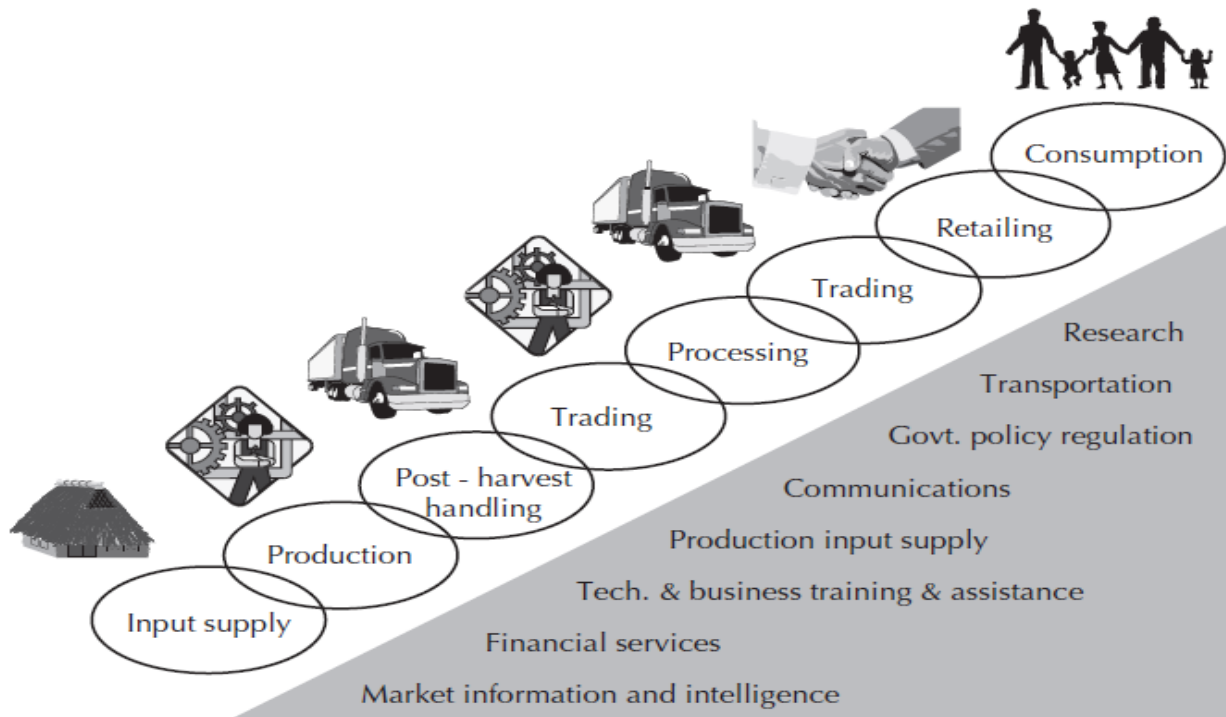 Consumption
Retailing
Trading
Processing
Trading
Post - harvest
handling
Production
Input supply
Research
Transportation
Govt. policy regulation
Communications
Production input supply
Tech. & business training & assistance
Financial services
Market information and intelligence